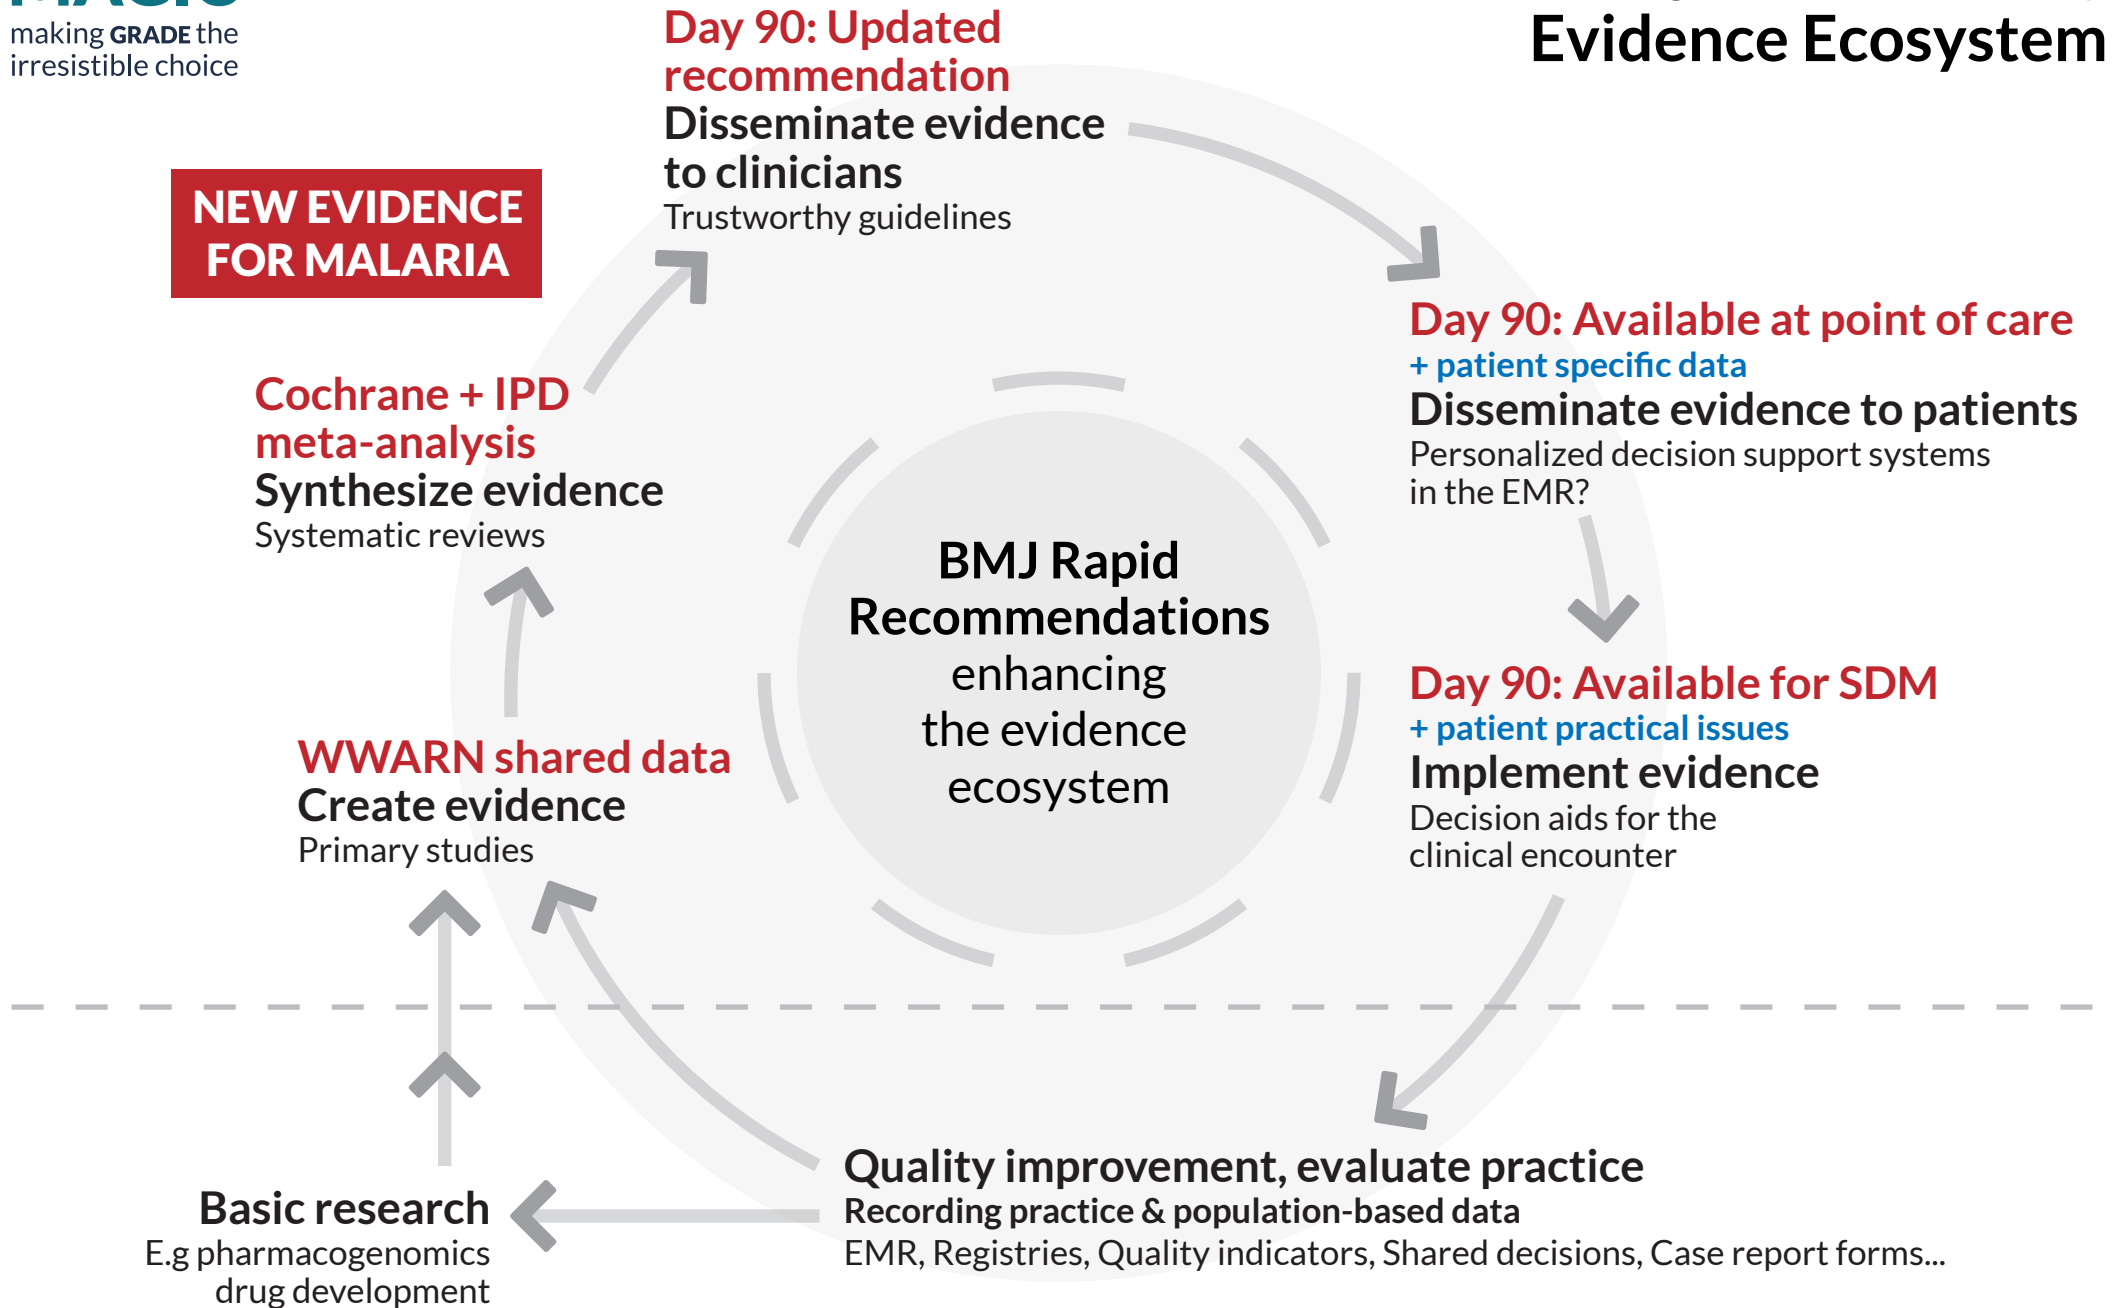 making GRADE the
irresistible choice
Evidence Ecosystem
Day 90: Updated
recommendation
Disseminate evidence
to clinicians
Trustworthy guidelines
NEW EVIDENCE
FOR MALARIA
Day 90: Available at point of care
+ patient specific data
Disseminate evidence to patients
Personalized decision support systems
in the EMR?
Cochrane + IPD
meta-analysis
Synthesize evidence
Systematic reviews
BMJ Rapid
Recommendations
enhancing
the evidence
ecosystem
Day 90: Available for SDM
+ patient practical issues
Implement evidence
Decision aids for the
clinical encounter
WWARN shared data
Create evidence
Primary studies
Quality improvement, evaluate practice
Recording practice & population-based data
EMR, Registries, Quality indicators, Shared decisions, Case report forms...
Basic research
E.g pharmacogenomics
drug development